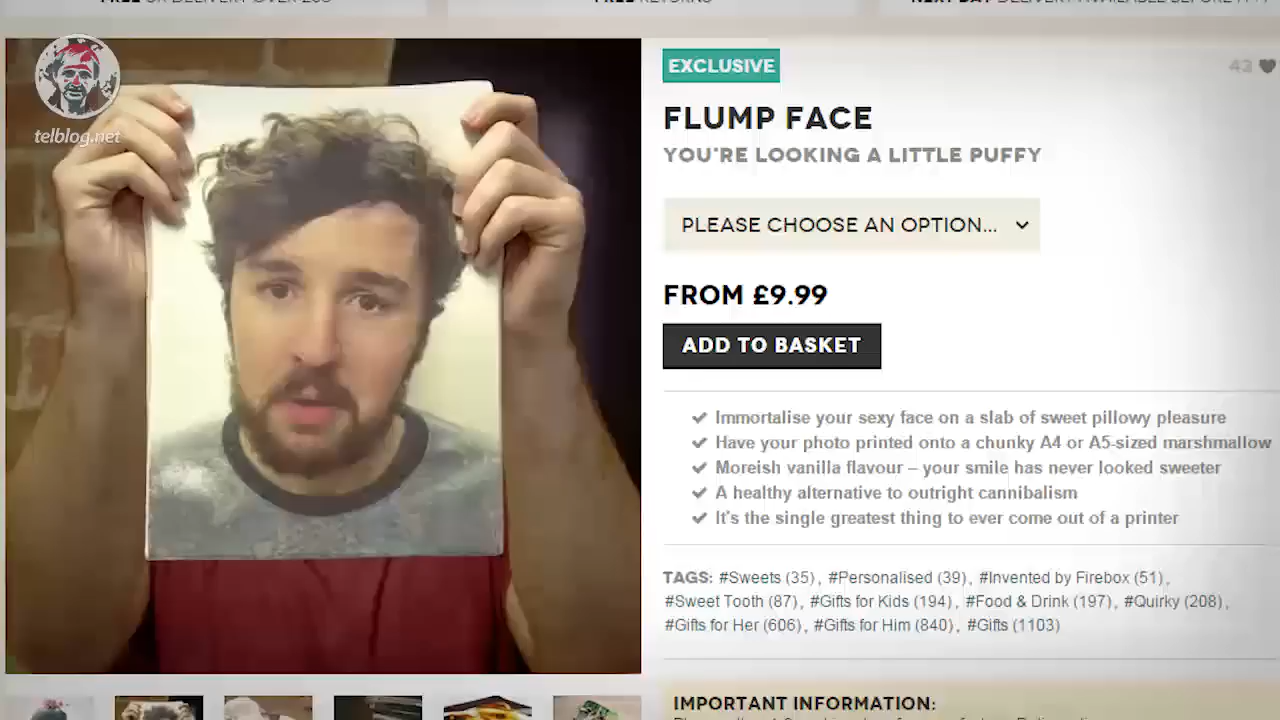 telblog.net
EXCLUSIVE
43
FLUMP FACE
YOU'RE LOOKING A LITTLE PUFFY
PLEASE CHOOSE AN OPTION...
FROM £9.99
ADD TO BASKET
Immortalise your sexy face on a slab of sweet pillowy pleasure
Have your photo printed onto a chunky A4 or A5-sized marshmallow
Moreish vanilla flavour – your smile has never looked sweeter
A healthy alternative to outright cannibalism
It's the single greatest thing to ever come out of a printer
TAGS: #Sweets (35), #Personalised (39), #Invented by Firebox (51),
#Sweet Tooth (87), #Gifts for Kids (194), #Food & Drink (197), #Quirky (208),
#Gifts for Her (606), #Gifts for Him (840), #Gifts (1103)
IMPORTANT INFORMATION: